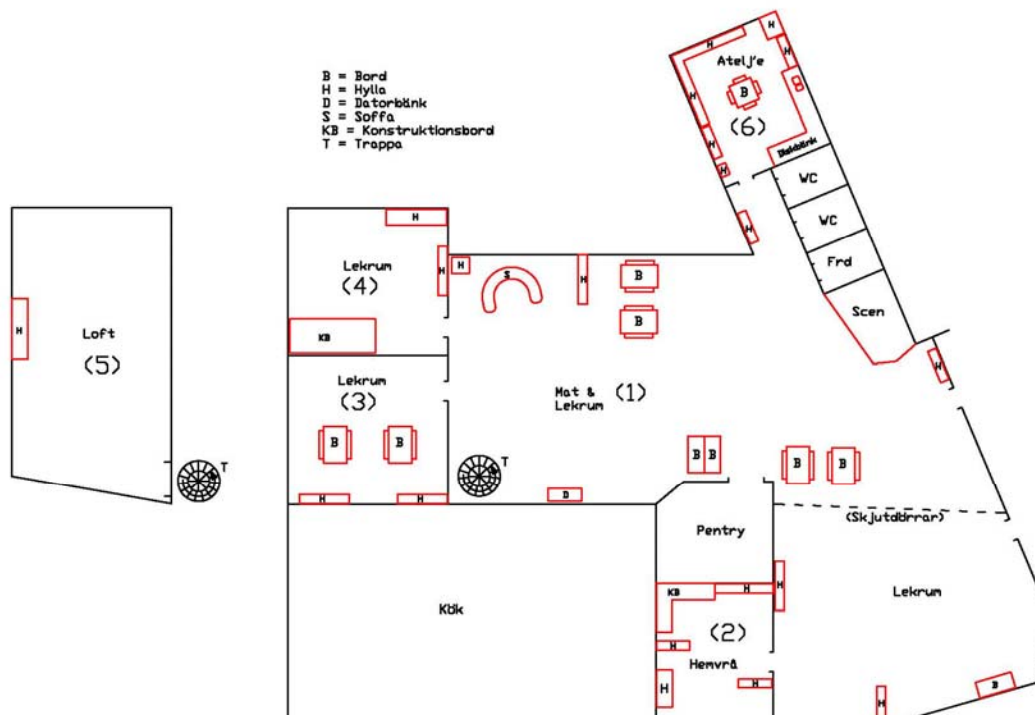 B = Bord
H = Hylla
D = Datorbänk
S = Soffa
KB = Konstruktionsbord
T = Trappa
H
H
Atelj'e
H
B
(6)
H
H
Diskbänk
WC
H
WC
Frd
Scen
H
H
Lekrum
(4)
H
H
S
H
B
B
KB
H
Loft
(5)
Lekrum
(3)
B
B
H
H
T
T
Mat &
Lekrum
(1)
D
B
B
B
B
H
(Skjutdörrar)
Pentry
Lekrum
H
Kök
KB
H
(2)
H
Hemvrå
H
H
H
B